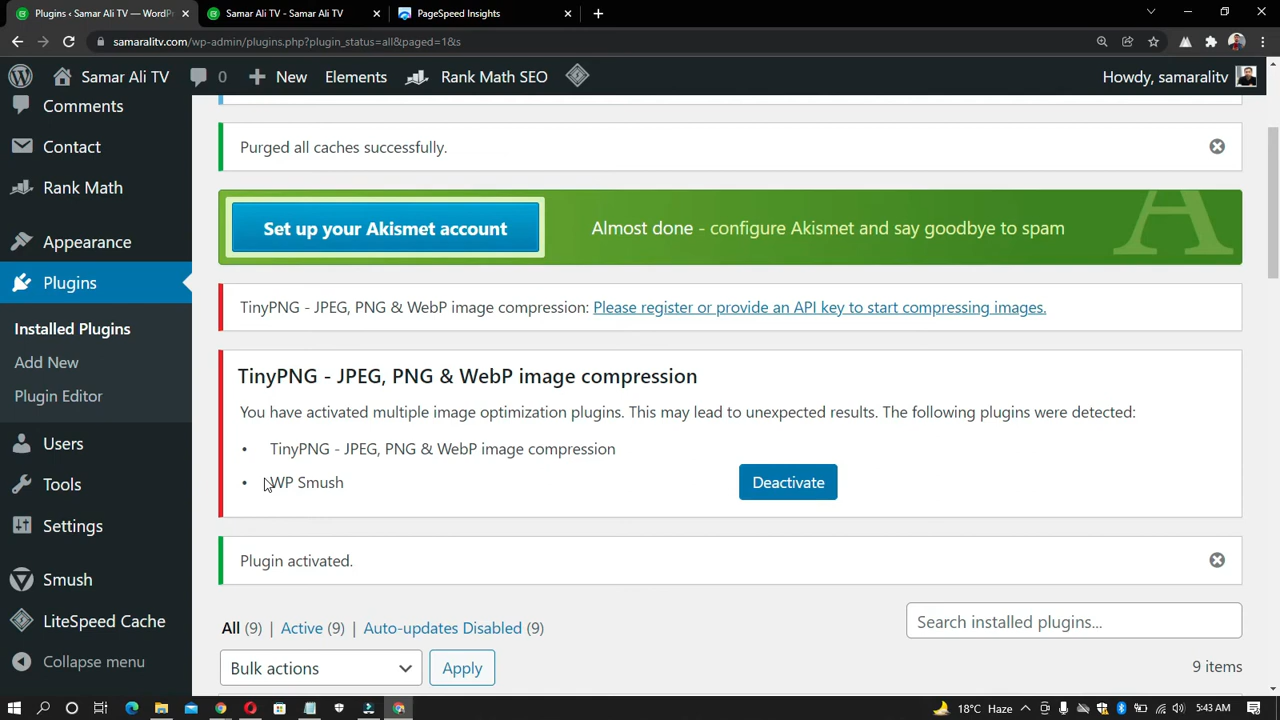 Plugins ‹ Samar Ali TV — WordPr
Samar Ali TV - Samar Ali TV
PageSpeed Insights
samaralitv.com/wp-admin/plugins.php?plugin_status=all&paged=1&s
Samar Ali TV
0
New
Elements
Rank Math SEO
Howdy, samaralitv
Comments
Contact
Rank Math
Appearance
Plugins
Installed Plugins
Add New
Plugin Editor
Users
Tools
Settings
Smush
LiteSpeed Cache
Collapse menu
Purged all caches successfully.
Set up your Akismet account
Almost done - configure Akismet and say goodbye to spam
A
TinyPNG - JPEG, PNG & WebP image compression: Please register or provide an API key to start compressing images.
TinyPNG - JPEG, PNG & WebP image compression
You have activated multiple image optimization plugins. This may lead to unexpected results. The following plugins were detected:
• TinyPNG - JPEG, PNG & WebP image compression
• WP Smush
Deactivate
Plugin activated.
All (9) | Active (9) | Auto-updates Disabled (9)
Search installed plugins...
Bulk actions
Apply
9 items
18°C Haze
5:43 AM